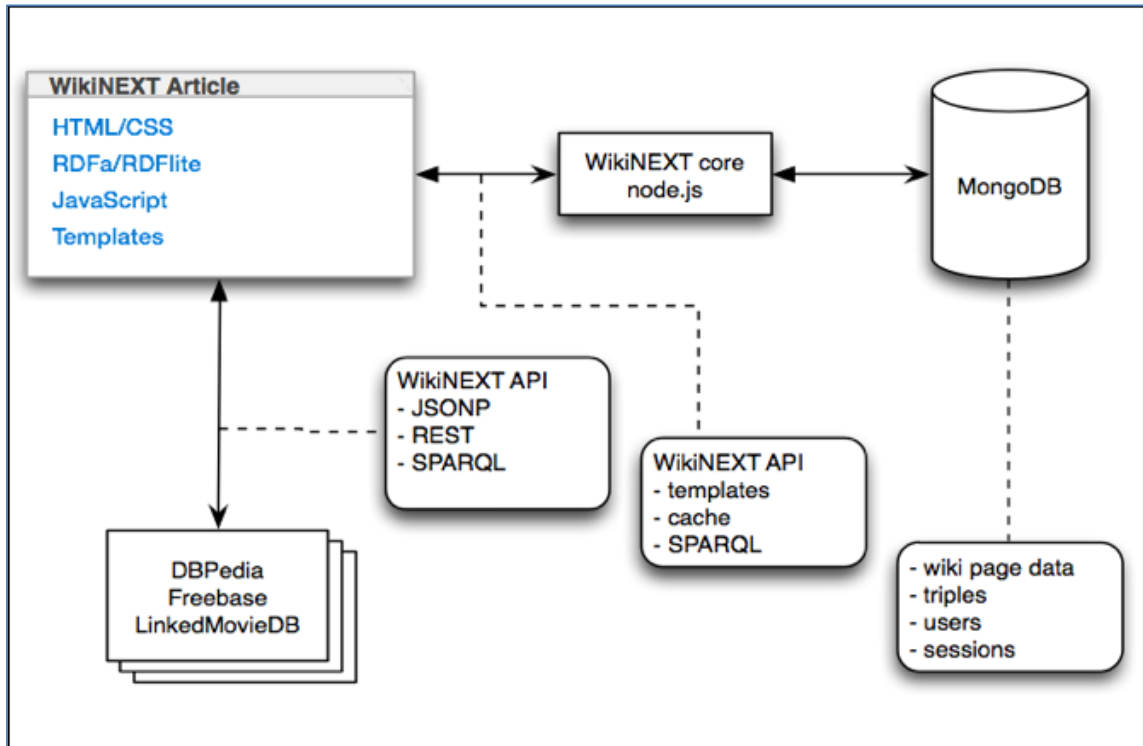 WikiNEXT Article
HTML/CSS
RDFa/RDFlite
JavaScript
Templates
WikiNEXT core
node.js
MongoDB
WikiNEXT API
- JSONP
- REST
- SPARQL
WikiNEXT API
- templates
- cache
- SPARQL
DBPedia
Freebase
LinkedMovieDB
- wiki page data
- triples
- users
- sessions